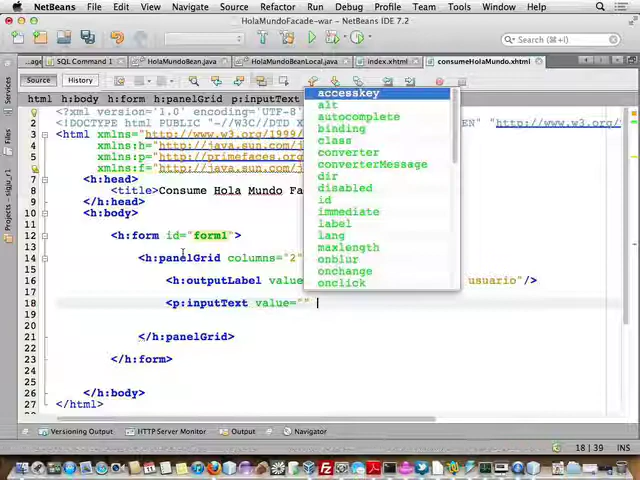 NetBeans File Edit View Navigate Source Refactor Run Debug Profile Team Tools
HolaMundoFacade-war - NetBeans IDE 7.2
Search (⌘+I)
...age SQL Command 1 HolaMundoBean.java HolaMundoBeanLocal.java index.xhtml consumeHolaMundo.xhtml
Source History
html h:body h:form h:panelGrid p:inputText
1 <?xml version='1.0' encoding='UTF-8'
2 <!DOCTYPE html PUBLIC "-//W3C//DTD X EN" "http://www.w3.org/
3 <html xmlns="http://www.w3.org/1999/
4 xmlns:h="http://java.sun.com/j
5 xmlns:p="http://primefaces.org
6 xmlns:f="http://java.sun.com/j
7 <h:head>
8 <title>Consume Hola Mundo Fa
9 </h:head>
10 <h:body>
11
12 <h:form id="form1">
13
14 <h:panelGrid columns="2"
15
16 <h:outputLabel value usuario"/>
17
18 <p:inputText value=""
19
20
21 </h:panelGrid>
22
23 </h:form>
24
25
26 </h:body>
27 </html>
accesskey
alt
autocomplete
binding
class
converter
converterMessage
dir
disabled
id
immediate
label
lang
maxlength
onblur
onchange
onclick
Services
Files
Projects - sigpu_r1
Versioning Output HTTP Server Monitor Output Navigator
18 | 39 INS